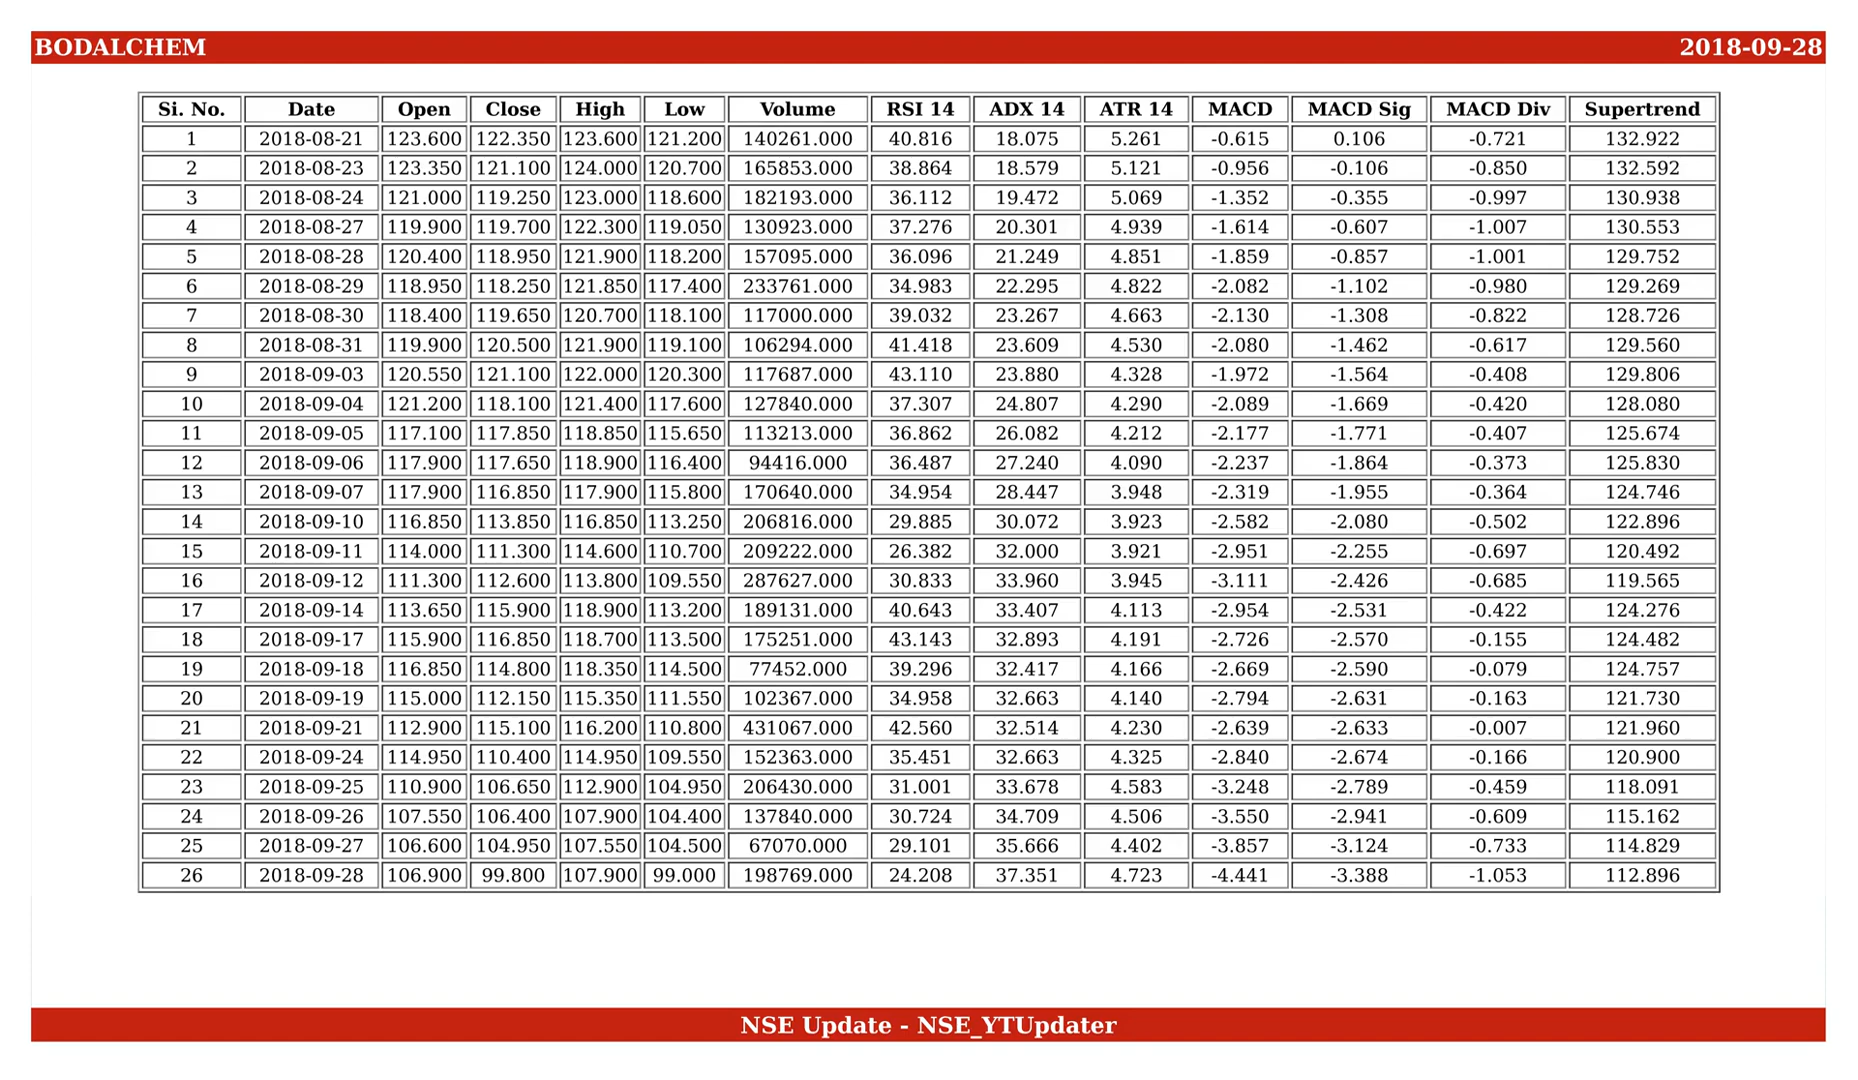 BODALCHEM 2018-09-28
Si. No. Date Open Close High Low Volume RSI 14 ADX 14 ATR 14 MACD MACD Sig MACD Div Supertrend
1 2018-08-21 123.600 122.350 123.600 121.200 140261.000 40.816 18.075 5.261 -0.615 0.106 -0.721 132.922
2 2018-08-23 123.350 121.100 124.000 120.700 165853.000 38.864 18.579 5.121 -0.956 -0.106 -0.850 132.592
3 2018-08-24 121.000 119.250 123.000 118.600 182193.000 36.112 19.472 5.069 -1.352 -0.355 -0.997 130.938
4 2018-08-27 119.900 119.700 122.300 119.050 130923.000 37.276 20.301 4.939 -1.614 -0.607 -1.007 130.553
5 2018-08-28 120.400 118.950 121.900 118.200 157095.000 36.096 21.249 4.851 -1.859 -0.857 -1.001 129.752
6 2018-08-29 118.950 118.250 121.850 117.400 233761.000 34.983 22.295 4.822 -2.082 -1.102 -0.980 129.269
7 2018-08-30 118.400 119.650 120.700 118.100 117000.000 39.032 23.267 4.663 -2.130 -1.308 -0.822 128.726
8 2018-08-31 119.900 120.500 121.900 119.100 106294.000 41.418 23.609 4.530 -2.080 -1.462 -0.617 129.560
9 2018-09-03 120.550 121.100 122.000 120.300 117687.000 43.110 23.880 4.328 -1.972 -1.564 -0.408 129.806
10 2018-09-04 121.200 118.100 121.400 117.600 127840.000 37.307 24.807 4.290 -2.089 -1.669 -0.420 128.080
11 2018-09-05 117.100 117.850 118.850 115.650 113213.000 36.862 26.082 4.212 -2.177 -1.771 -0.407 125.674
12 2018-09-06 117.900 117.650 118.900 116.400 94416.000 36.487 27.240 4.090 -2.237 -1.864 -0.373 125.830
13 2018-09-07 117.900 116.850 117.900 115.800 170640.000 34.954 28.447 3.948 -2.319 -1.955 -0.364 124.746
14 2018-09-10 116.850 113.850 116.850 113.250 206816.000 29.885 30.072 3.923 -2.582 -2.080 -0.502 122.896
15 2018-09-11 114.000 111.300 114.600 110.700 209222.000 26.382 32.000 3.921 -2.951 -2.255 -0.697 120.492
16 2018-09-12 111.300 112.600 113.800 109.550 287627.000 30.833 33.960 3.945 -3.111 -2.426 -0.685 119.565
17 2018-09-14 113.650 115.900 118.900 113.200 189131.000 40.643 33.407 4.113 -2.954 -2.531 -0.422 124.276
18 2018-09-17 115.900 116.850 118.700 113.500 175251.000 43.143 32.893 4.191 -2.726 -2.570 -0.155 124.482
19 2018-09-18 116.850 114.800 118.350 114.500 77452.000 39.296 32.417 4.166 -2.669 -2.590 -0.079 124.757
20 2018-09-19 115.000 112.150 115.350 111.550 102367.000 34.958 32.663 4.140 -2.794 -2.631 -0.163 121.730
21 2018-09-21 112.900 115.100 116.200 110.800 431067.000 42.560 32.514 4.230 -2.639 -2.633 -0.007 121.960
22 2018-09-24 114.950 110.400 114.950 109.550 152363.000 35.451 32.663 4.325 -2.840 -2.674 -0.166 120.900
23 2018-09-25 110.900 106.650 112.900 104.950 206430.000 31.001 33.678 4.583 -3.248 -2.789 -0.459 118.091
24 2018-09-26 107.550 106.400 107.900 104.400 137840.000 30.724 34.709 4.506 -3.550 -2.941 -0.609 115.162
25 2018-09-27 106.600 104.950 107.550 104.500 67070.000 29.101 35.666 4.402 -3.857 -3.124 -0.733 114.829
26 2018-09-28 106.900 99.800 107.900 99.000 198769.000 24.208 37.351 4.723 -4.441 -3.388 -1.053 112.896
NSE Update - NSE_YTUpdater